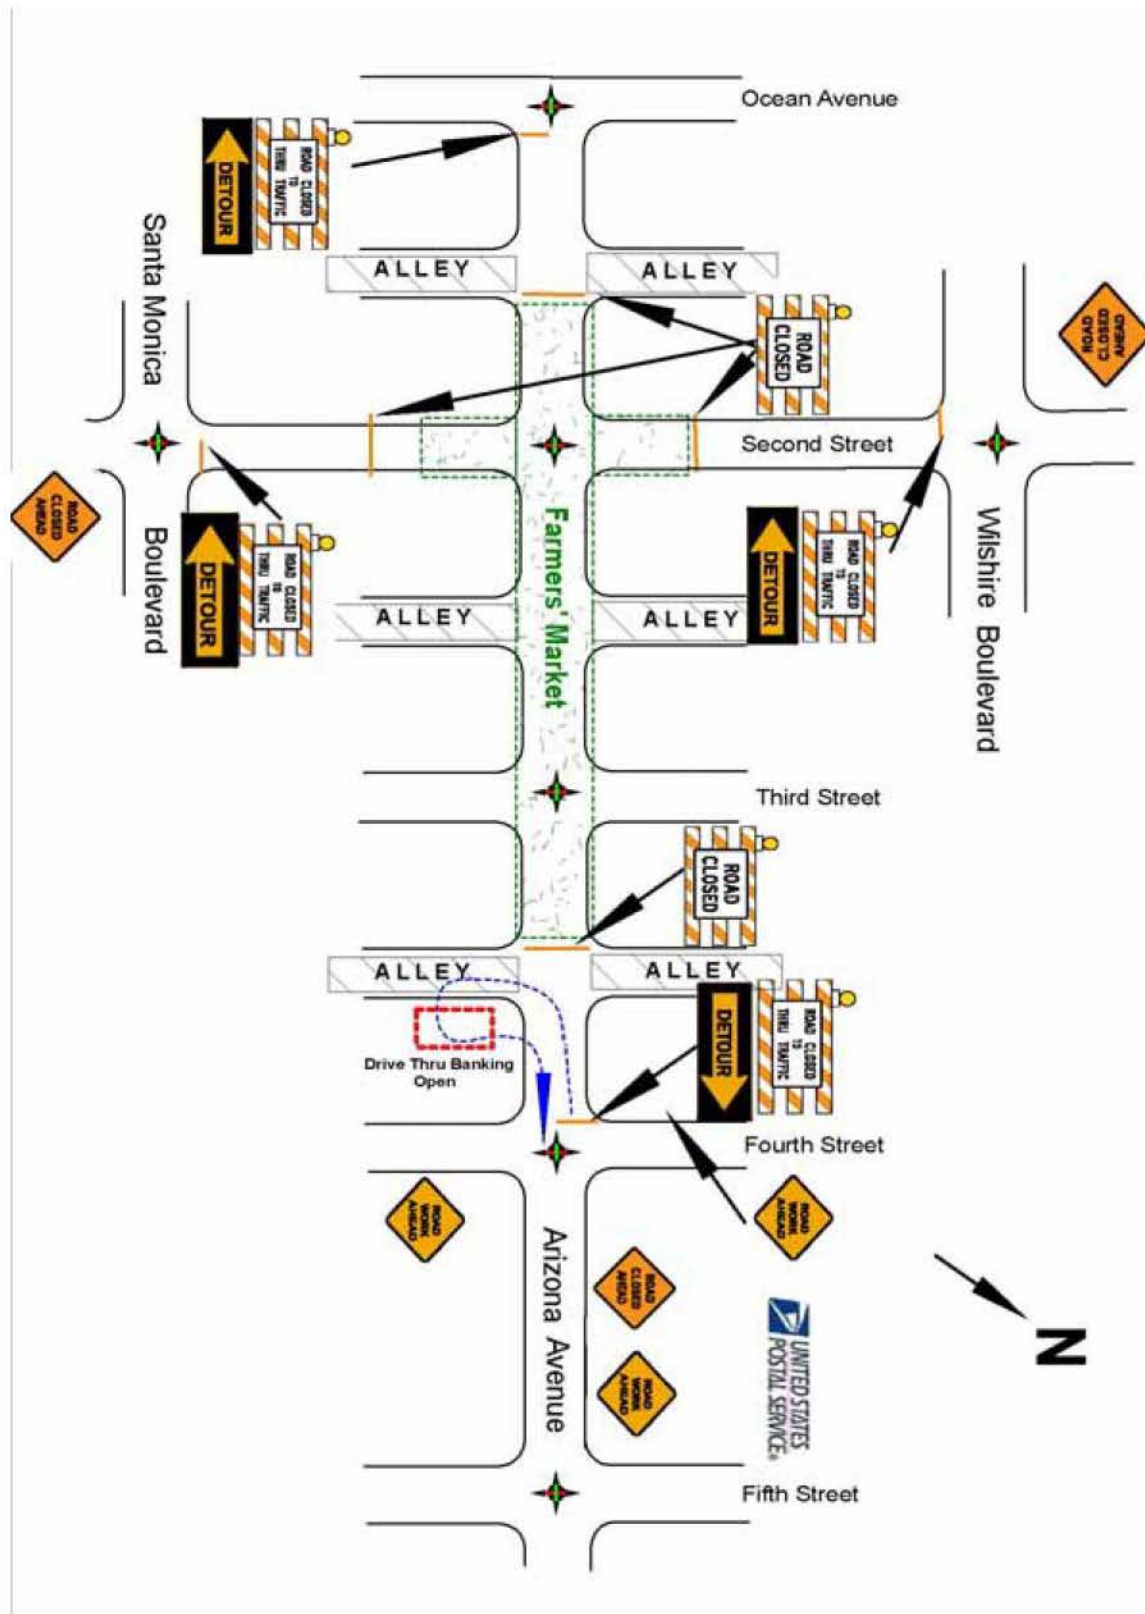 Ocean Avenue
ROAD CLOSED
TO
THRU TRAFFIC
DETOUR
Santa Monica
ALLEY
ALLEY
ROAD
CLOSED
ROAD
CLOSED
AHEAD
Second Street
ROAD
CLOSED
AHEAD
Boulevard
ROAD CLOSED
TO
THRU TRAFFIC
DETOUR
Farmers' Market
ROAD CLOSED
TO
THRU TRAFFIC
DETOUR
Wilshire Boulevard
ALLEY
ALLEY
Third Street
ROAD
CLOSED
ALLEY
ALLEY
ROAD CLOSED
TO
THRU TRAFFIC
DETOUR
Drive Thru Banking
Open
Fourth Street
ROAD
WORK
AHEAD
ROAD
WORK
AHEAD
Arizona Avenue
ROAD
CLOSED
AHEAD
ROAD
WORK
AHEAD
UNITED STATES
POSTAL SERVICE®
N
Fifth Street